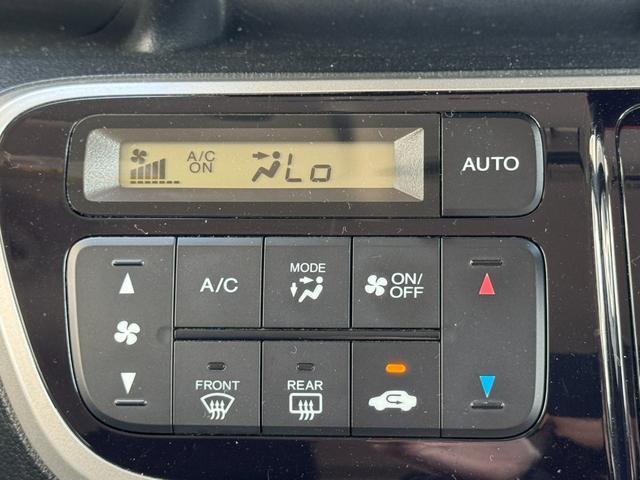 A/C
ON
Lo
AUTO
A/C
MODE
ON/
OFF
FRONT
REAR